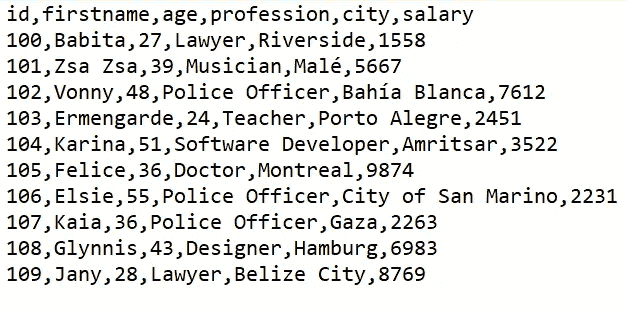 id,firstname,age,profession,city,salary
100,Babita,27,Lawyer,Riverside,1558
101,Zsa Zsa,39,Musician,Malé,5667
102,Vonny,48,Police Officer,Bahía Blanca,7612
103,Ermengarde,24,Teacher,Porto Alegre,2451
104,Karina,51,Software Developer,Amritsar,3522
105,Felice,36,Doctor,Montreal,9874
106,Elsie,55,Police Officer,City of San Marino,2231
107,Kaia,36,Police Officer,Gaza,2263
108,Glynnis,43,Designer,Hamburg,6983
109,Jany,28,Lawyer,Belize City,8769